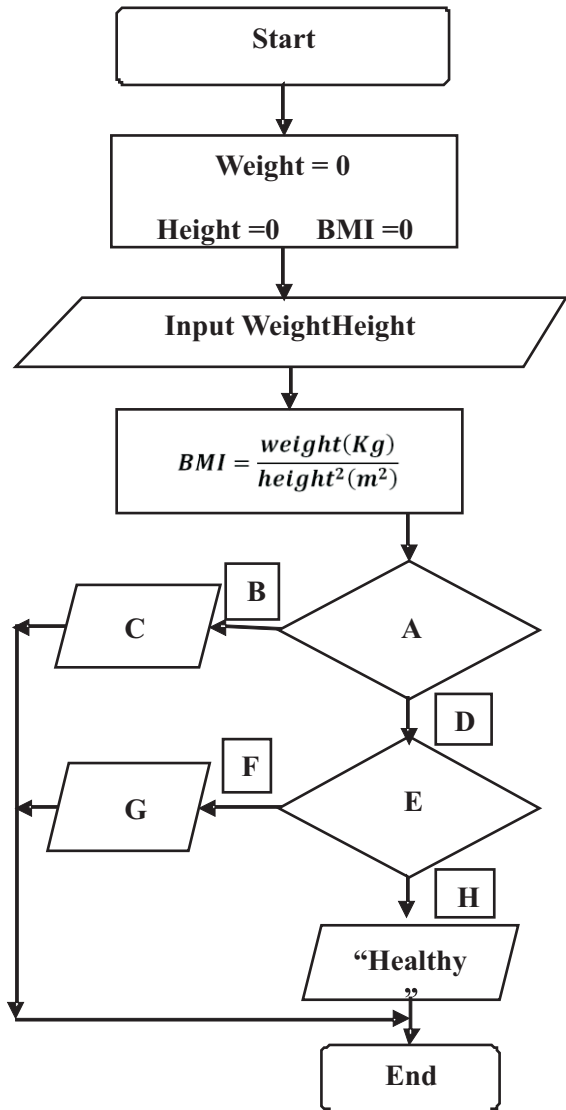 Start
Weight = 0
Height =0 BMI =0
Input WeightHeight
BMI = weight(Kg) / height²(m²)
B
C
A
D
F
G
E
H
“Healthy
”
End